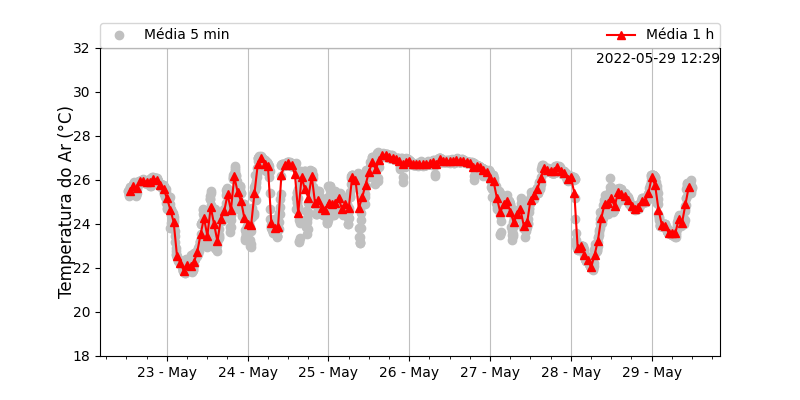 Média 5 min
Média 1 h
2022-05-29 12:29
Temperatura do Ar (°C)
32
30
28
26
24
22
20
18
23 - May
24 - May
25 - May
26 - May
27 - May
28 - May
29 - May